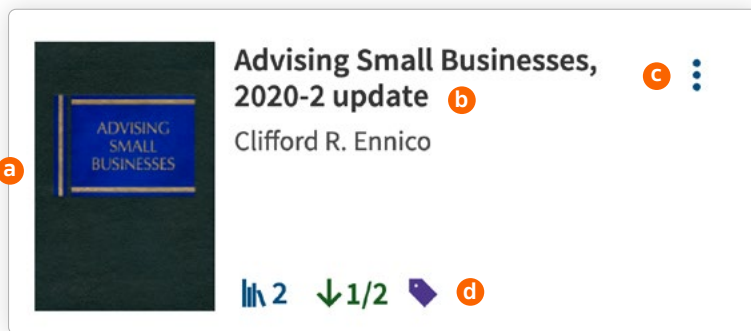 Advising Small Businesses,
2020-2 update
Clifford R. Ennico
ADVISING
SMALL
BUSINESSES
a
b
c
2
1/2
d